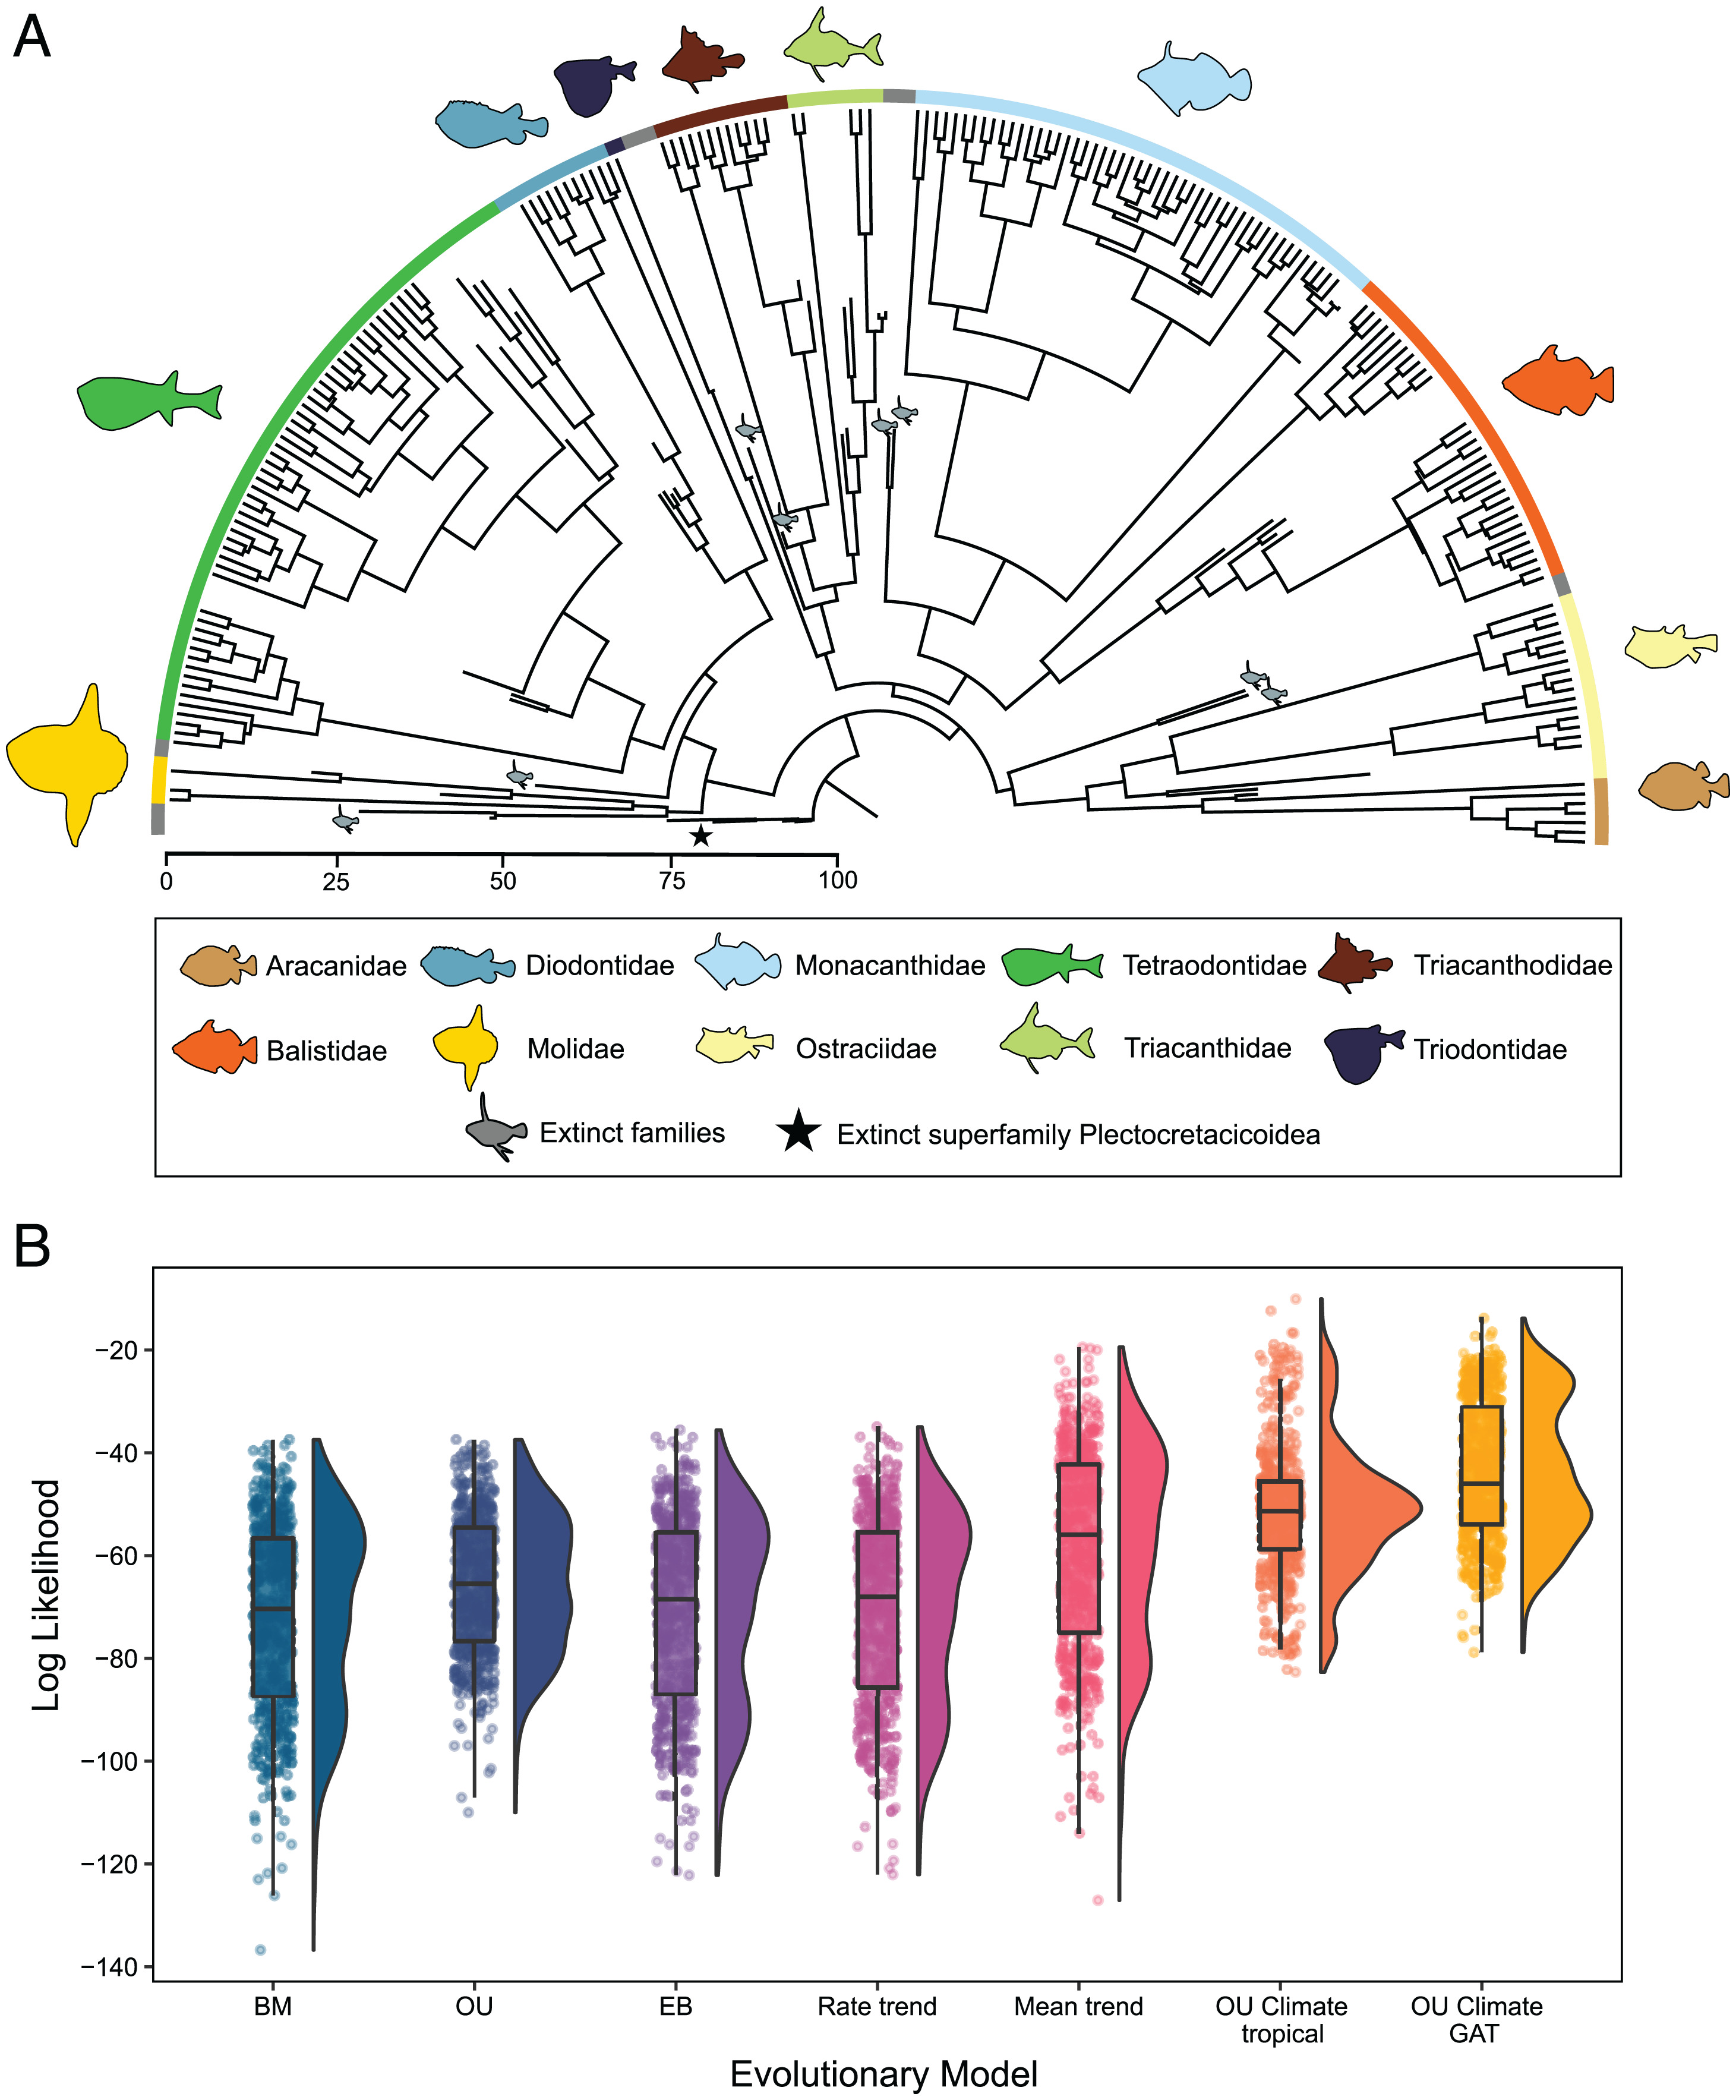 A
0 25 50 75 100
Aracanidae Diodontidae Monacanthidae Tetraodontidae Triacanthodidae
Balistidae Molidae Ostraciidae Triacanthidae Triodontidae
Extinct families Extinct superfamily Plectocretacicoidea
B
Log Likelihood
−20
−40
−60
−80
−100
−120
−140
BM OU EB Rate trend Mean trend OU Climate OU Climate
tropical GAT
Evolutionary Model